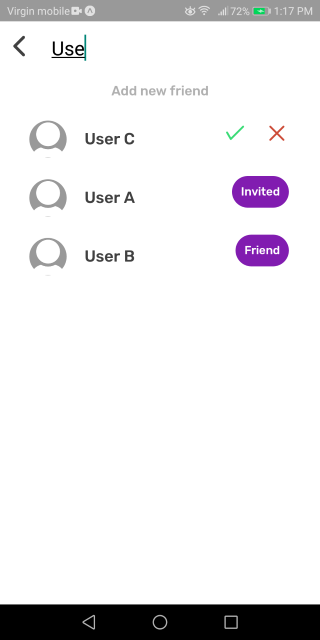 Virgin mobile 72% 1:17 PM
Use
Add new friend
User C
User A Invited
User B Friend